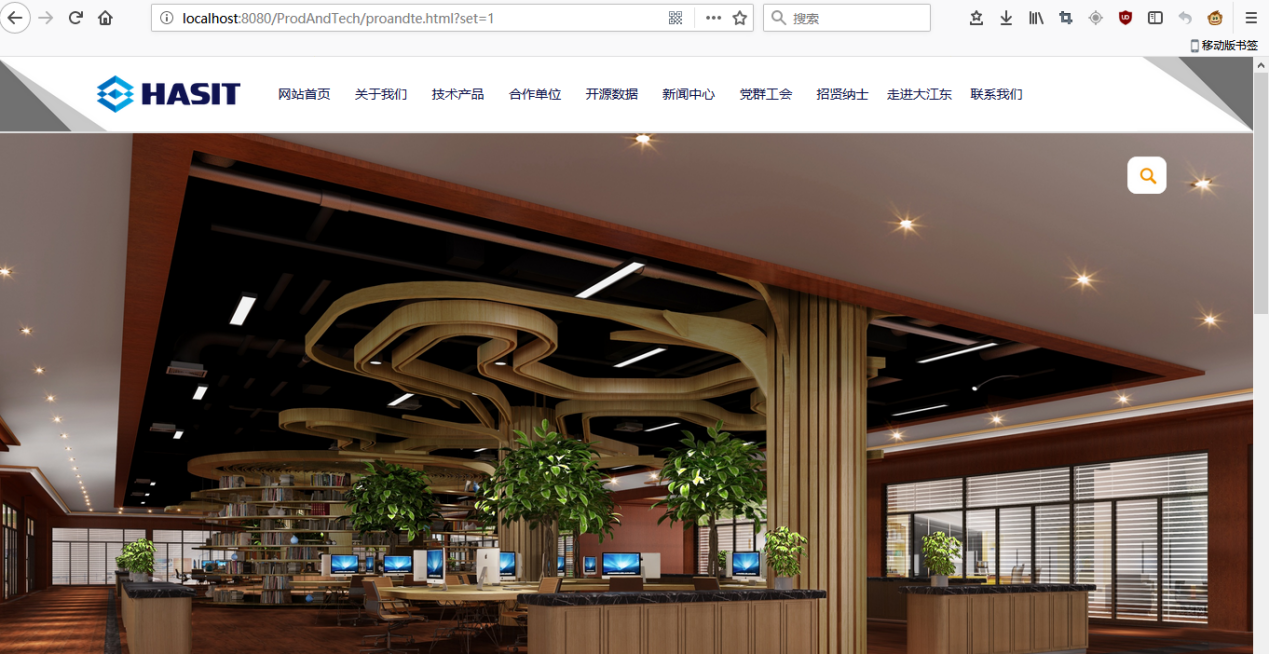 localhost:8080/ProdAndTech/proandte.html?set=1
搜索
移动版书签
HASIT
网站首页 关于我们 技术产品 合作单位 开源数据 新闻中心 党群工会 招贤纳士 走进大江东 联系我们